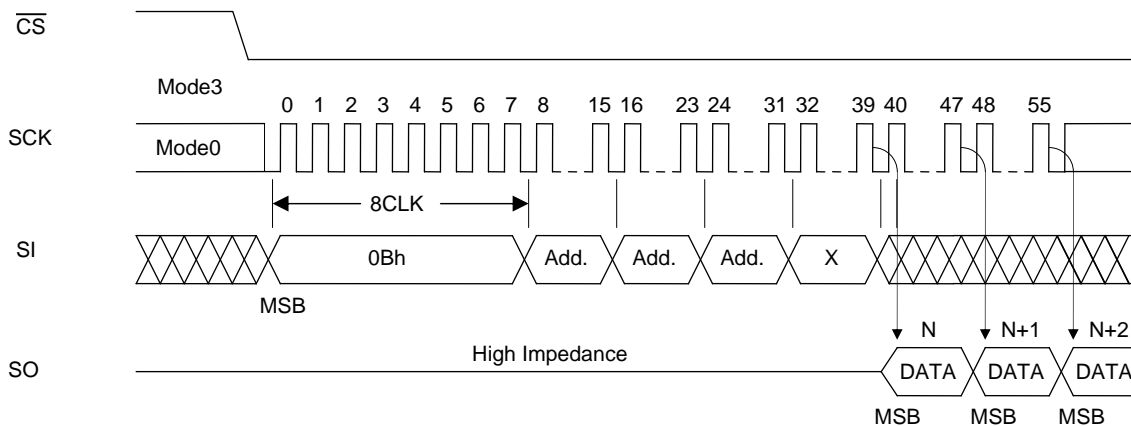 CS
Mode3
0 1 2 3 4 5 6 7 8 15 16 23 24 31 32 39 40 47 48 55
SCK
Mode0
8CLK
SI
0Bh Add. Add. Add. X
MSB
N N+1 N+2
High Impedance
SO
DATA DATA DATA
MSB MSB MSB